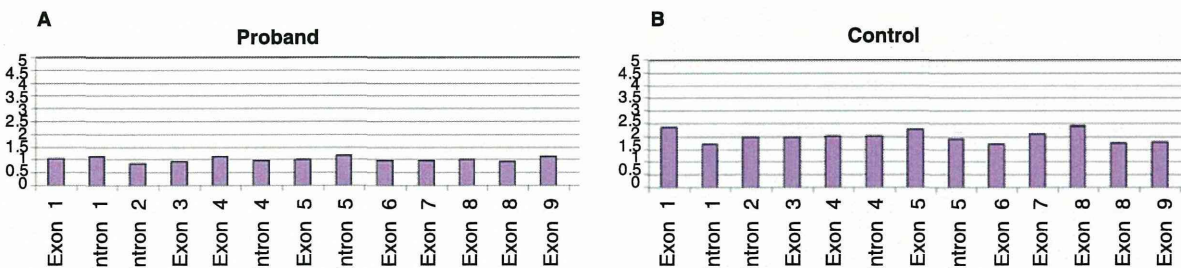 A
Proband
5
4.5
4
3.5
3
2.5
2
1.5
1
0.5
0
Exon 1
ntron 1
ntron 2
Exon 3
Exon 4
ntron 4
Exon 5
ntron 5
Exon 6
Exon 7
Exon 8
Exon 8
Exon 9
B
Control
5
4.5
4
3.5
3
2.5
2
1.5
1
0.5
0
Exon 1
ntron 1
ntron 2
Exon 3
Exon 4
ntron 4
Exon 5
ntron 5
Exon 6
Exon 7
Exon 8
Exon 8
Exon 9